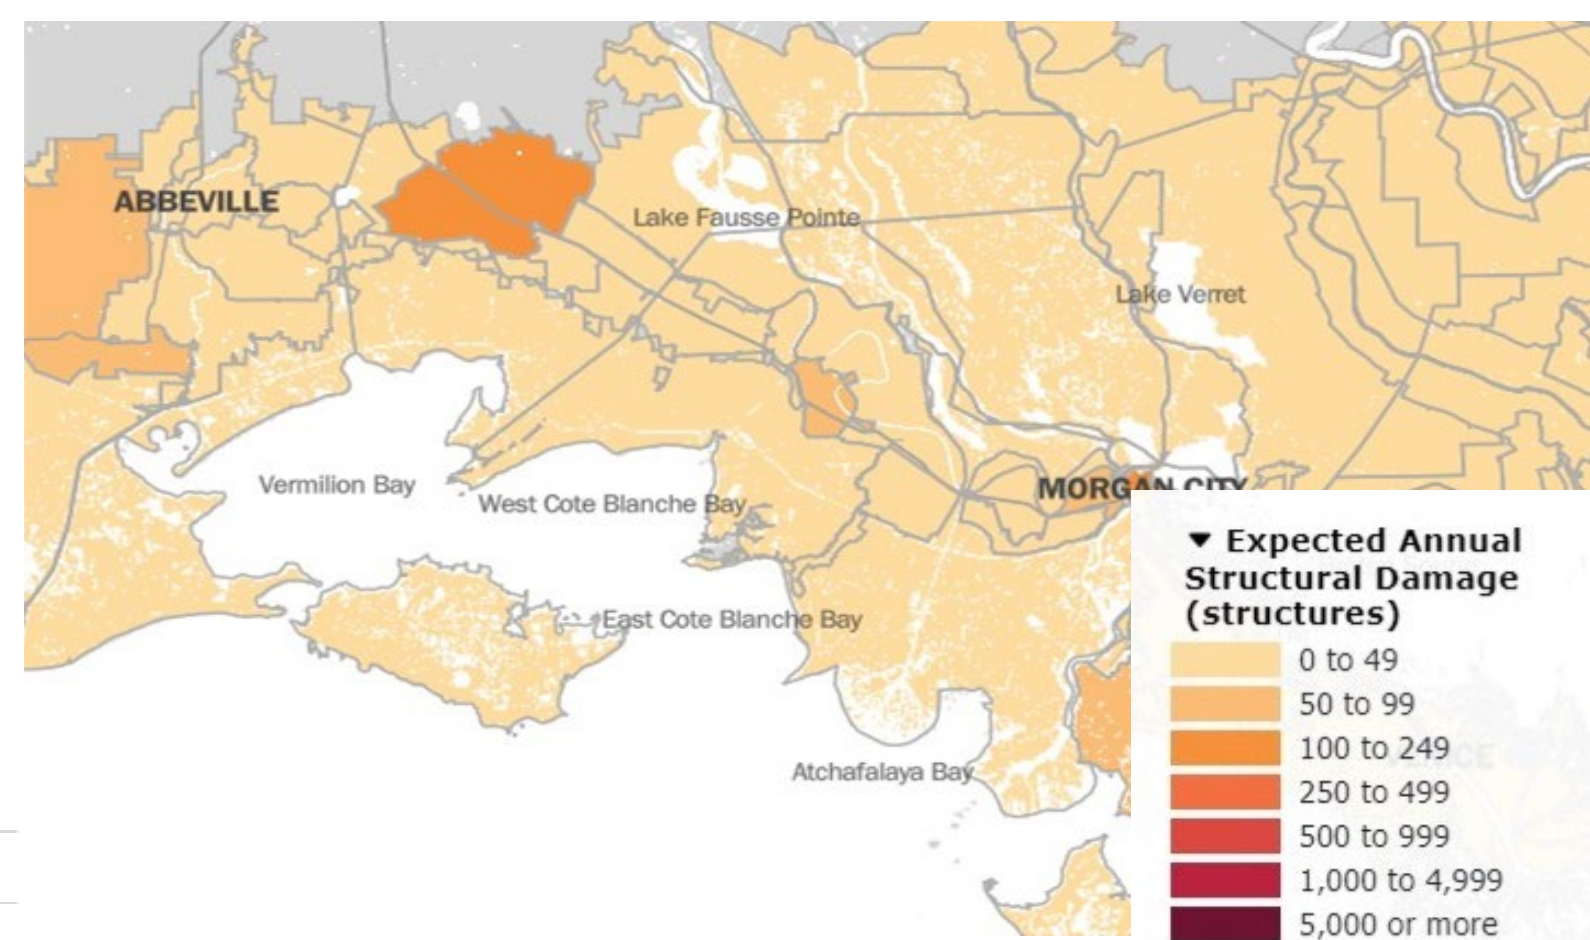 ABBEVILLE
Lake Fausse Pointe
Lake Verret
Vermilion Bay
MORGAN CITY
West Cote Blanche Bay
East Cote Blanche Bay
Atchafalaya Bay
▼ Expected Annual
Structural Damage
(structures)
0 to 49
50 to 99
100 to 249
250 to 499
500 to 999
1,000 to 4,999
5,000 or more